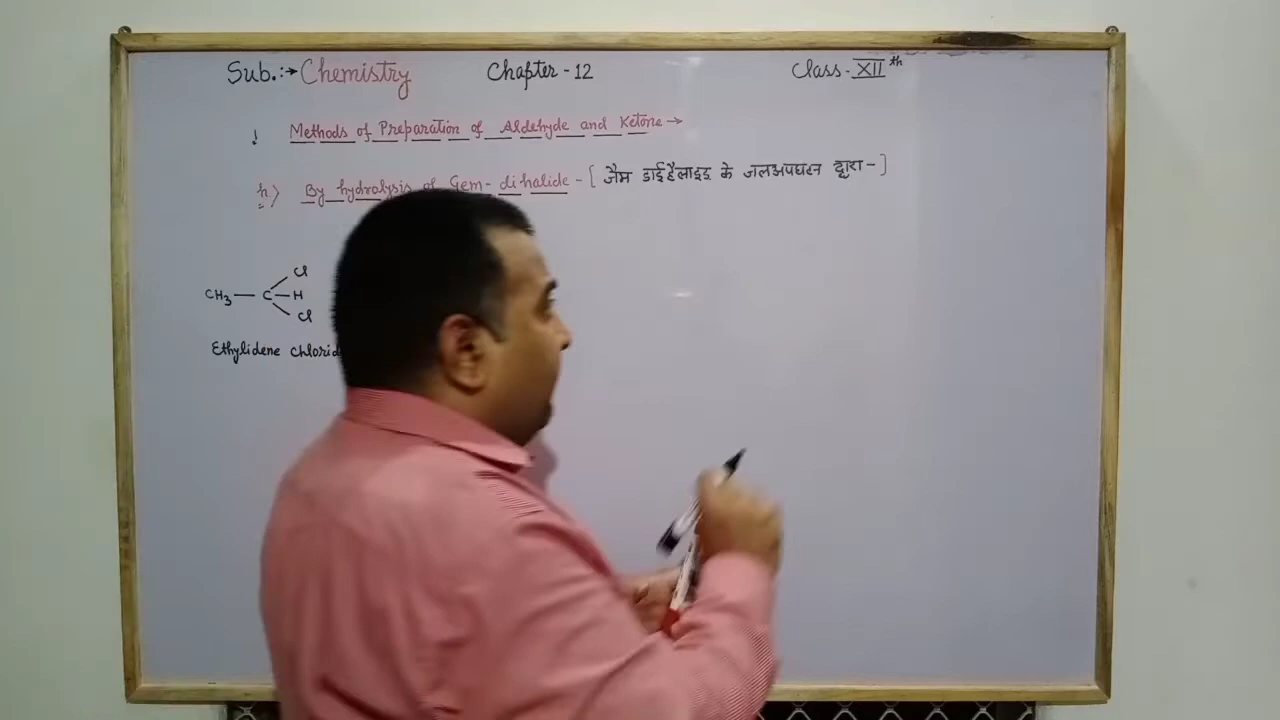 Sub.:→ Chemistry Chapter - 12 Class - XIIth
! Methods of Preparation of Aldehyde and Ketone →
h) By hydrolysis of Gem- dihalide - [ जैम डाईहैलाइड के जलअपघटन द्वारा - ]
Cl
CH3 — C — H
Cl
Ethylidene chlorid